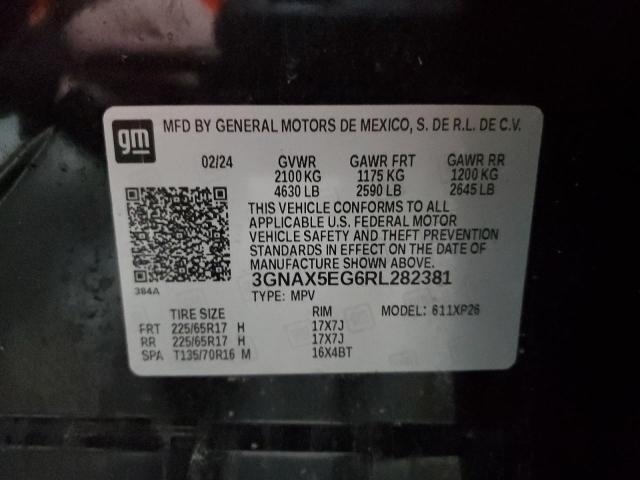 gm
MFD BY GENERAL MOTORS DE MEXICO, S. DE R.L. DE C.V.
02/24 GVWR GAWR FRT GAWR RR
2100 KG 1175 KG 1200 KG
4630 LB 2590 LB 2645 LB
THIS VEHICLE CONFORMS TO ALL
APPLICABLE U.S. FEDERAL MOTOR
VEHICLE SAFETY AND THEFT PREVENTION
STANDARDS IN EFFECT ON THE DATE OF
MANUFACTURE SHOWN ABOVE.
384A
3GNAX5EG6RL282381
TYPE: MPV
TIRE SIZE RIM MODEL: 611XP26
FRT 225/65R17 H 17X7J
RR 225/65R17 H 17X7J
SPA T135/70R16 M 16X4BT